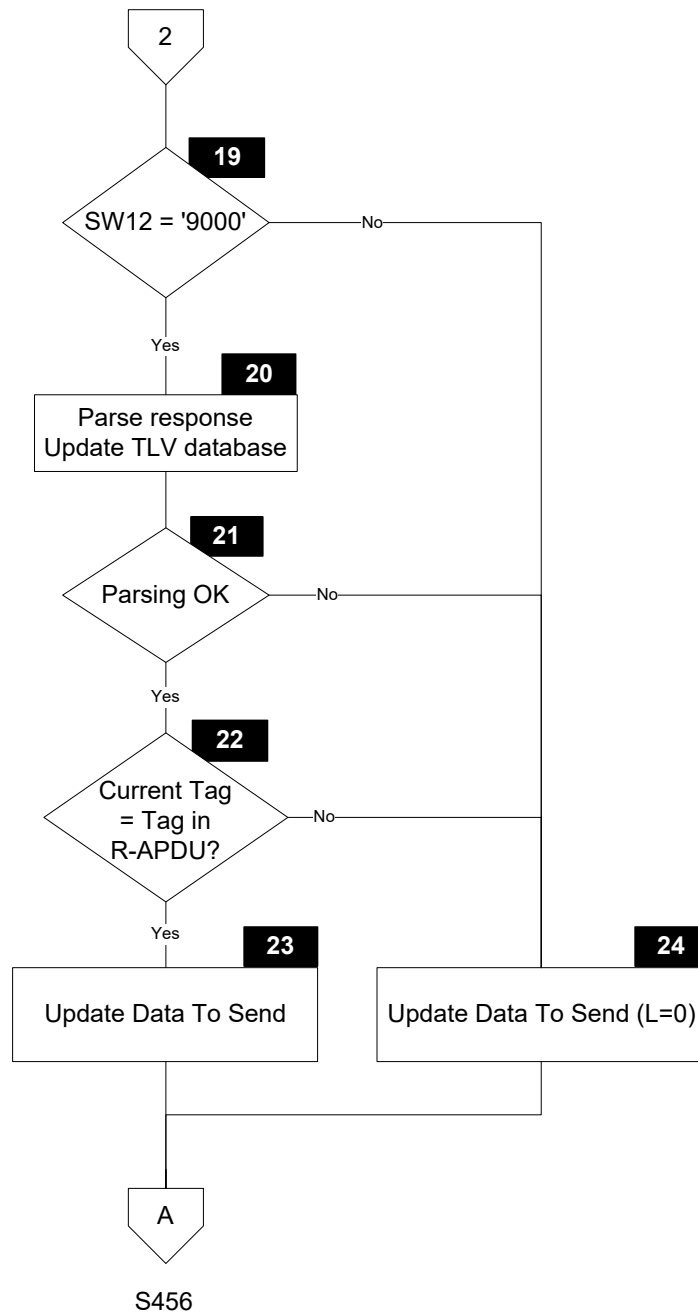 2
19
SW12 = '9000'
No
Yes
20
Parse response
Update TLV database
21
Parsing OK
No
Yes
22
Current Tag
= Tag in
R-APDU?
No
Yes
23
Update Data To Send
24
Update Data To Send (L=0)
A
S456